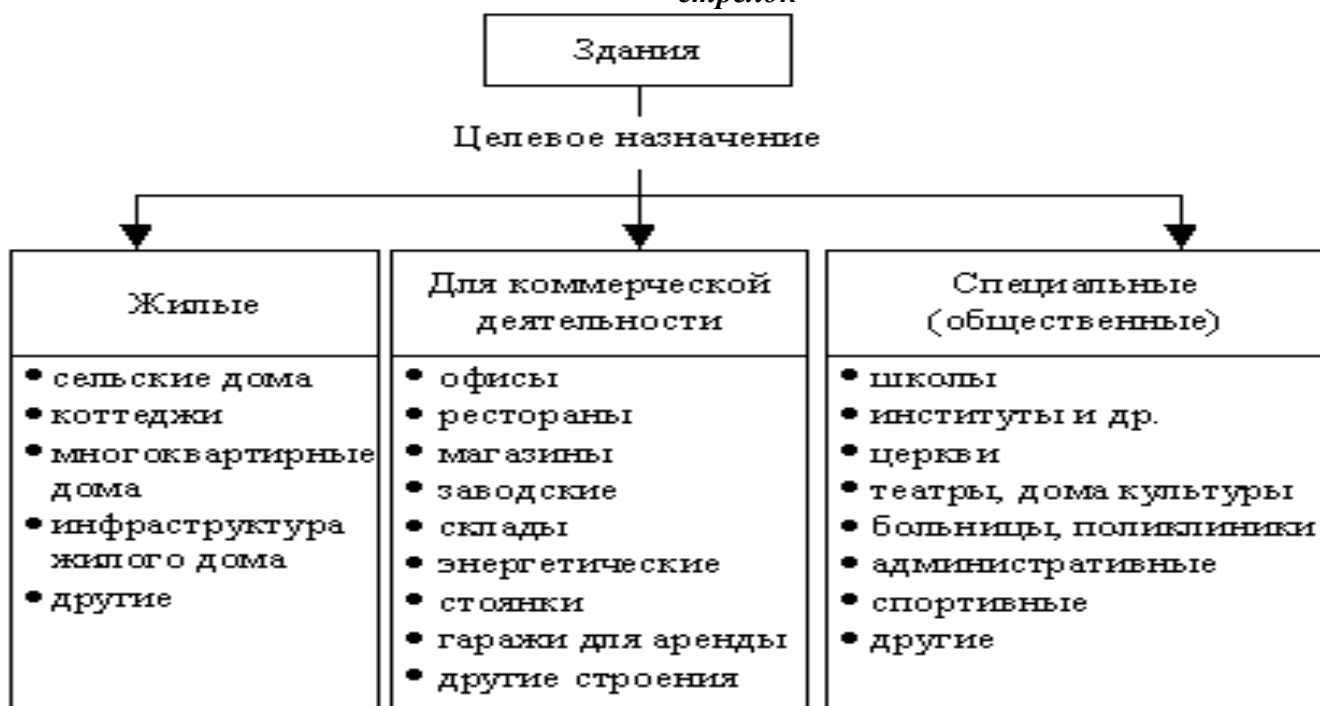 стрелок
Здания
Целевое назначение
Жилые
• сельские дома
• коттеджи
• многоквартирные
дома
• инфраструктура
жилого дома
• другие
Для коммерческой
деятельности
• офисы
• рестораны
• магазины
• заводские
• склады
• энергетические
• стоянки
• гаражи для аренды
• другие строения
Специальные
(общественные)
• школы
• институты и др.
• церкви
• театры, дома культуры
• больницы, поликлиники
• административные
• спортивные
• другие